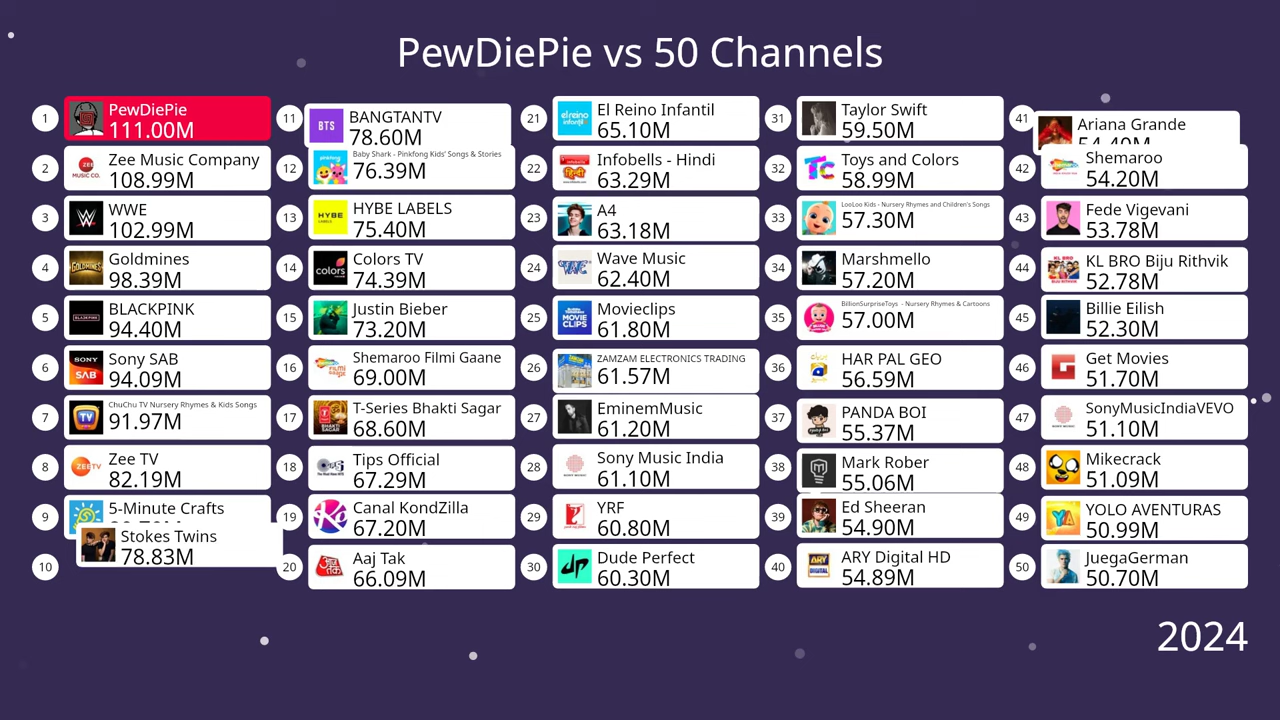 PewDiePie vs 50 Channels
1
PewDiePie
111.00M
2
Zee Music Company
108.99M
3
WWE
102.99M
4
Goldmines
98.39M
5
BLACKPINK
94.40M
6
Sony SAB
94.09M
7
ChuChu TV Nursery Rhymes & Kids Songs
91.97M
8
Zee TV
82.19M
9
5-Minute Crafts
10
Stokes Twins
78.83M
11
BANGTANTV
78.60M
12
Baby Shark - Pinkfong Kids' Songs & Stories
76.39M
13
HYBE LABELS
75.40M
14
Colors TV
74.39M
15
Justin Bieber
73.20M
16
Shemaroo Filmi Gaane
69.00M
17
T-Series Bhakti Sagar
68.60M
18
Tips Official
67.29M
19
Canal KondZilla
67.20M
20
Aaj Tak
66.09M
21
El Reino Infantil
65.10M
22
Infobells - Hindi
63.29M
23
A4
63.18M
24
Wave Music
62.40M
25
Movieclips
61.80M
26
ZAMZAM ELECTRONICS TRADING
61.57M
27
EminemMusic
61.20M
28
Sony Music India
61.10M
29
YRF
60.80M
30
Dude Perfect
60.30M
31
Taylor Swift
59.50M
32
Toys and Colors
58.99M
33
LooLoo Kids - Nursery Rhymes and Children's Songs
57.30M
34
Marshmello
57.20M
35
BillionSurpriseToys - Nursery Rhymes & Cartoons
57.00M
36
HAR PAL GEO
56.59M
37
PANDA BOI
55.37M
38
Mark Rober
55.06M
39
Ed Sheeran
54.90M
40
ARY Digital HD
54.89M
41
Ariana Grande
54.40M
42
Shemaroo
54.20M
43
Fede Vigevani
53.78M
44
KL BRO Biju Rithvik
52.78M
45
Billie Eilish
52.30M
46
Get Movies
51.70M
47
SonyMusicIndiaVEVO
51.10M
48
Mikecrack
51.09M
49
YOLO AVENTURAS
50.99M
50
JuegaGerman
50.70M
2024